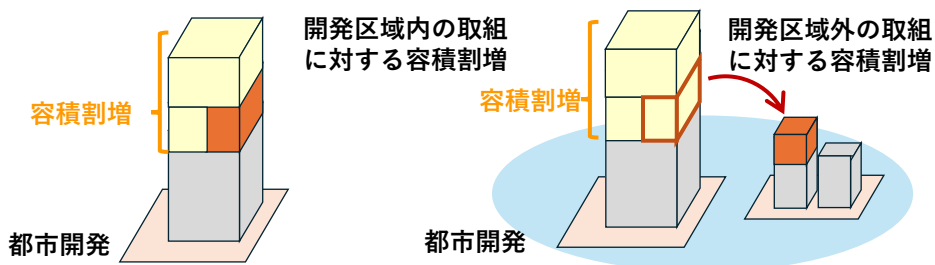 開発区域内の取組
に対する容積割増
容積割増
都市開発
開発区域外の取組
に対する容積割増
容積割増
都市開発